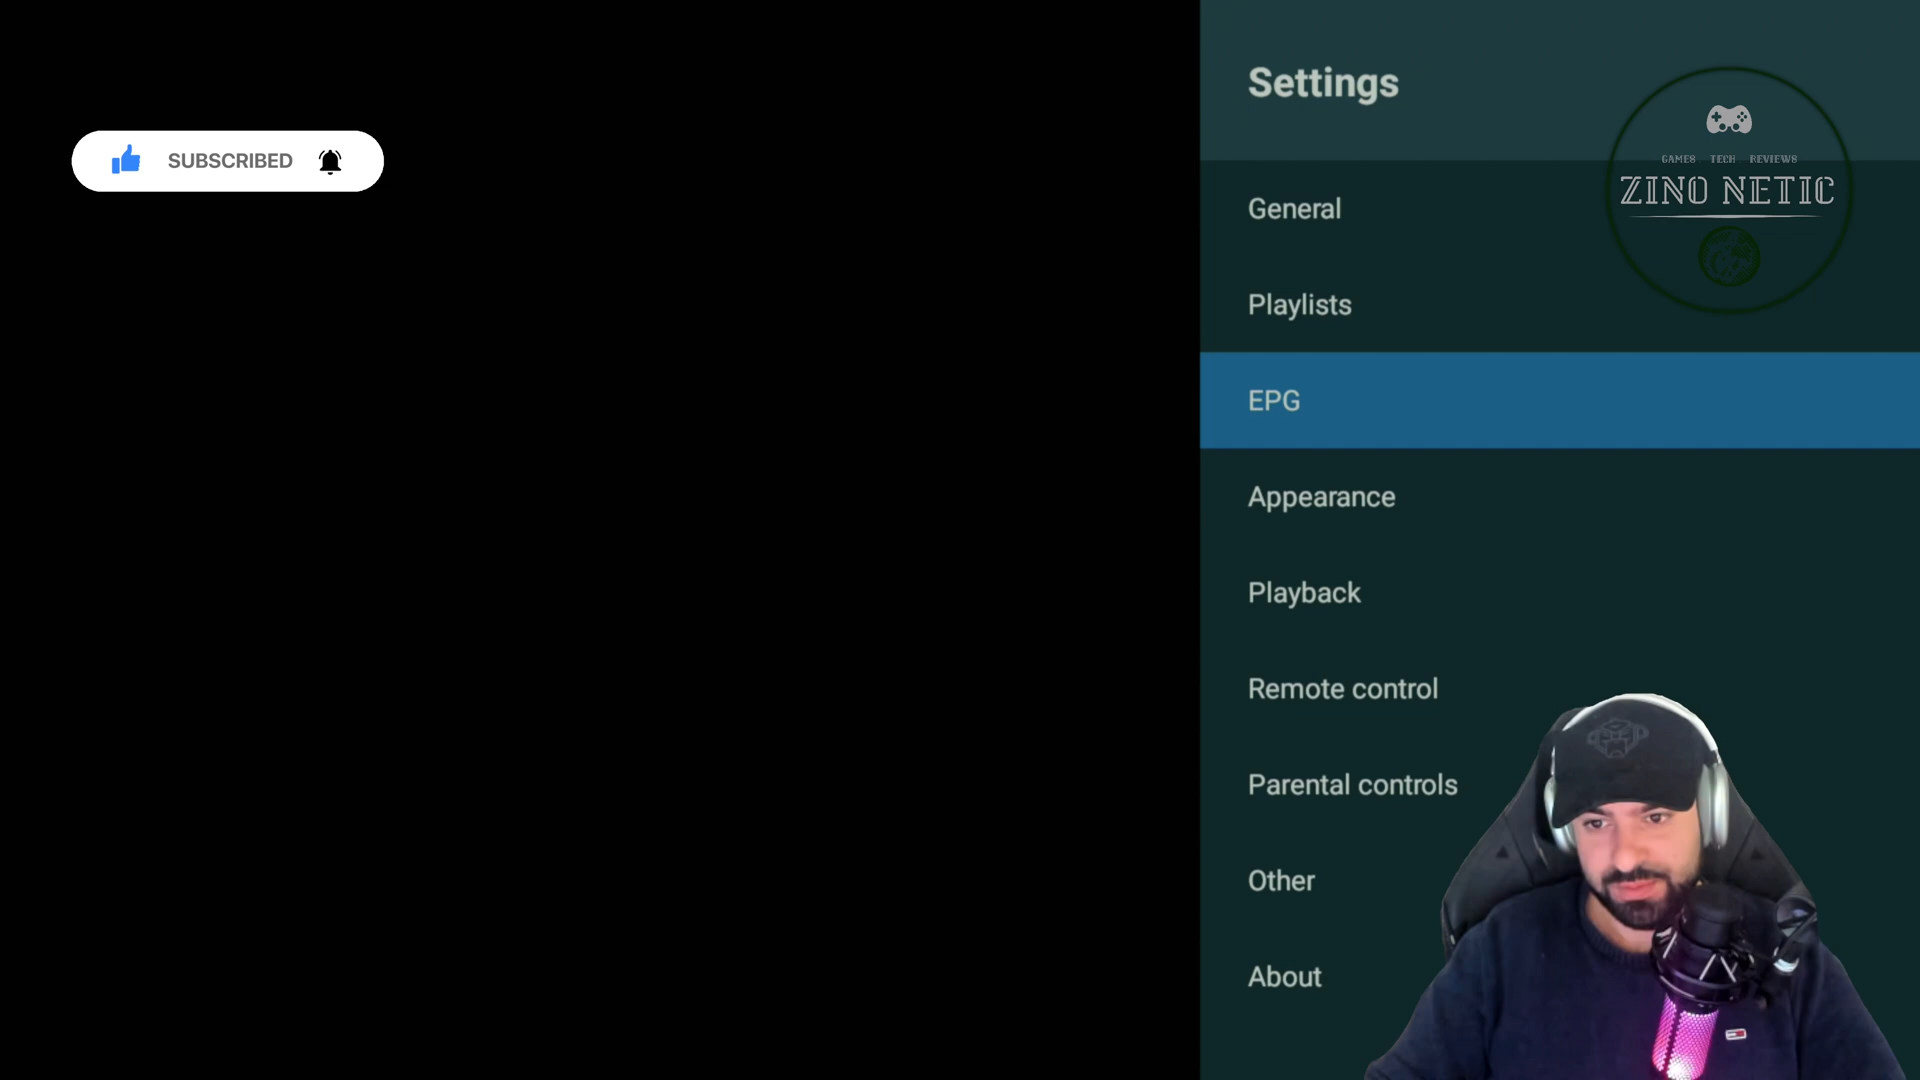 SUBSCRIBED
Settings
GAMES TECH REVIEWS
ZINO NETIC
General
Playlists
EPG
Appearance
Playback
Remote control
Parental controls
Other
About